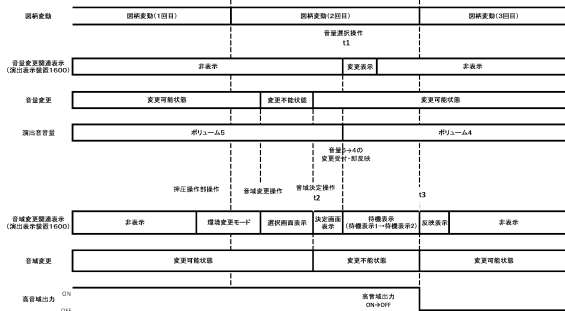 図柄変動
図柄変動(1回目)
図柄変動(2回目)
図柄変動(3回目)
音量選択操作
t1
音量変更関連表示
(演出表示装置1600)
非表示
変更表示
非表示
音量変更
変更可能状態
変更不能状態
変更可能状態
演出音音量
ボリューム5
ボリューム4
音量5→4の
変更受付・即反映
押圧操作部操作
音域変更操作
音域決定操作
t2
t3
音域変更関連表示
(演出表示装置1600)
非表示
環境変更モード
選択画面表示
決定画面
表示
待機表示
(待機表示1→待機表示2)
反映表示
非表示
音域変更
変更可能状態
変更不能状態
変更可能状態
高音域出力
ON
OFF
高音域出力
ON→OFF